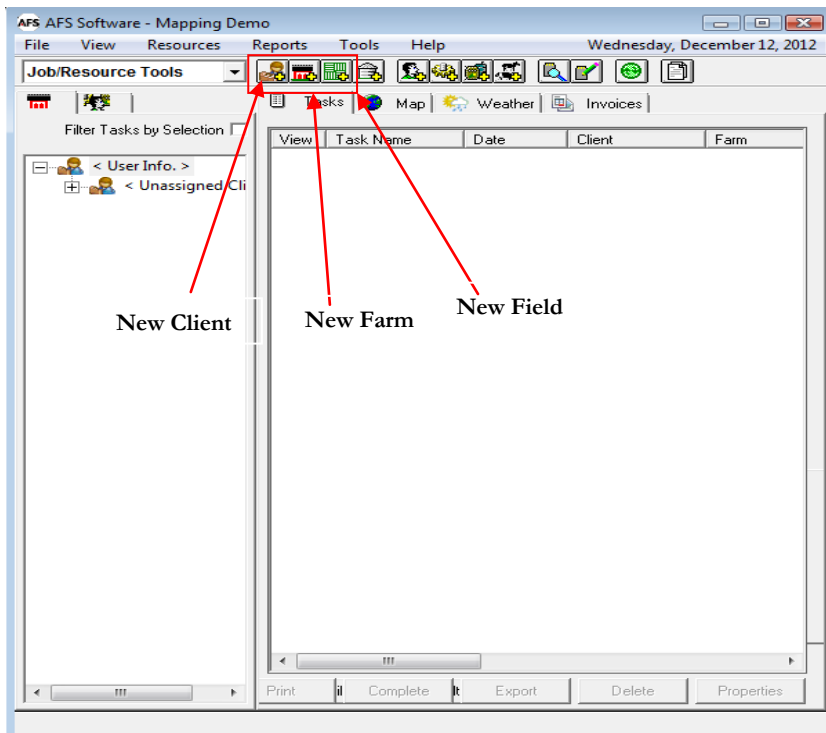 AFS AFS Software - Mapping Demo
File View Resources Reports Tools Help Wednesday, December 12, 2012
Job/Resource Tools
Tasks Map Weather Invoices
Filter Tasks by Selection
View Task Name Date Client Farm
< User Info. >
< Unassigned Cli
New Client New Farm New Field
Print il Complete lt Export Delete Properties